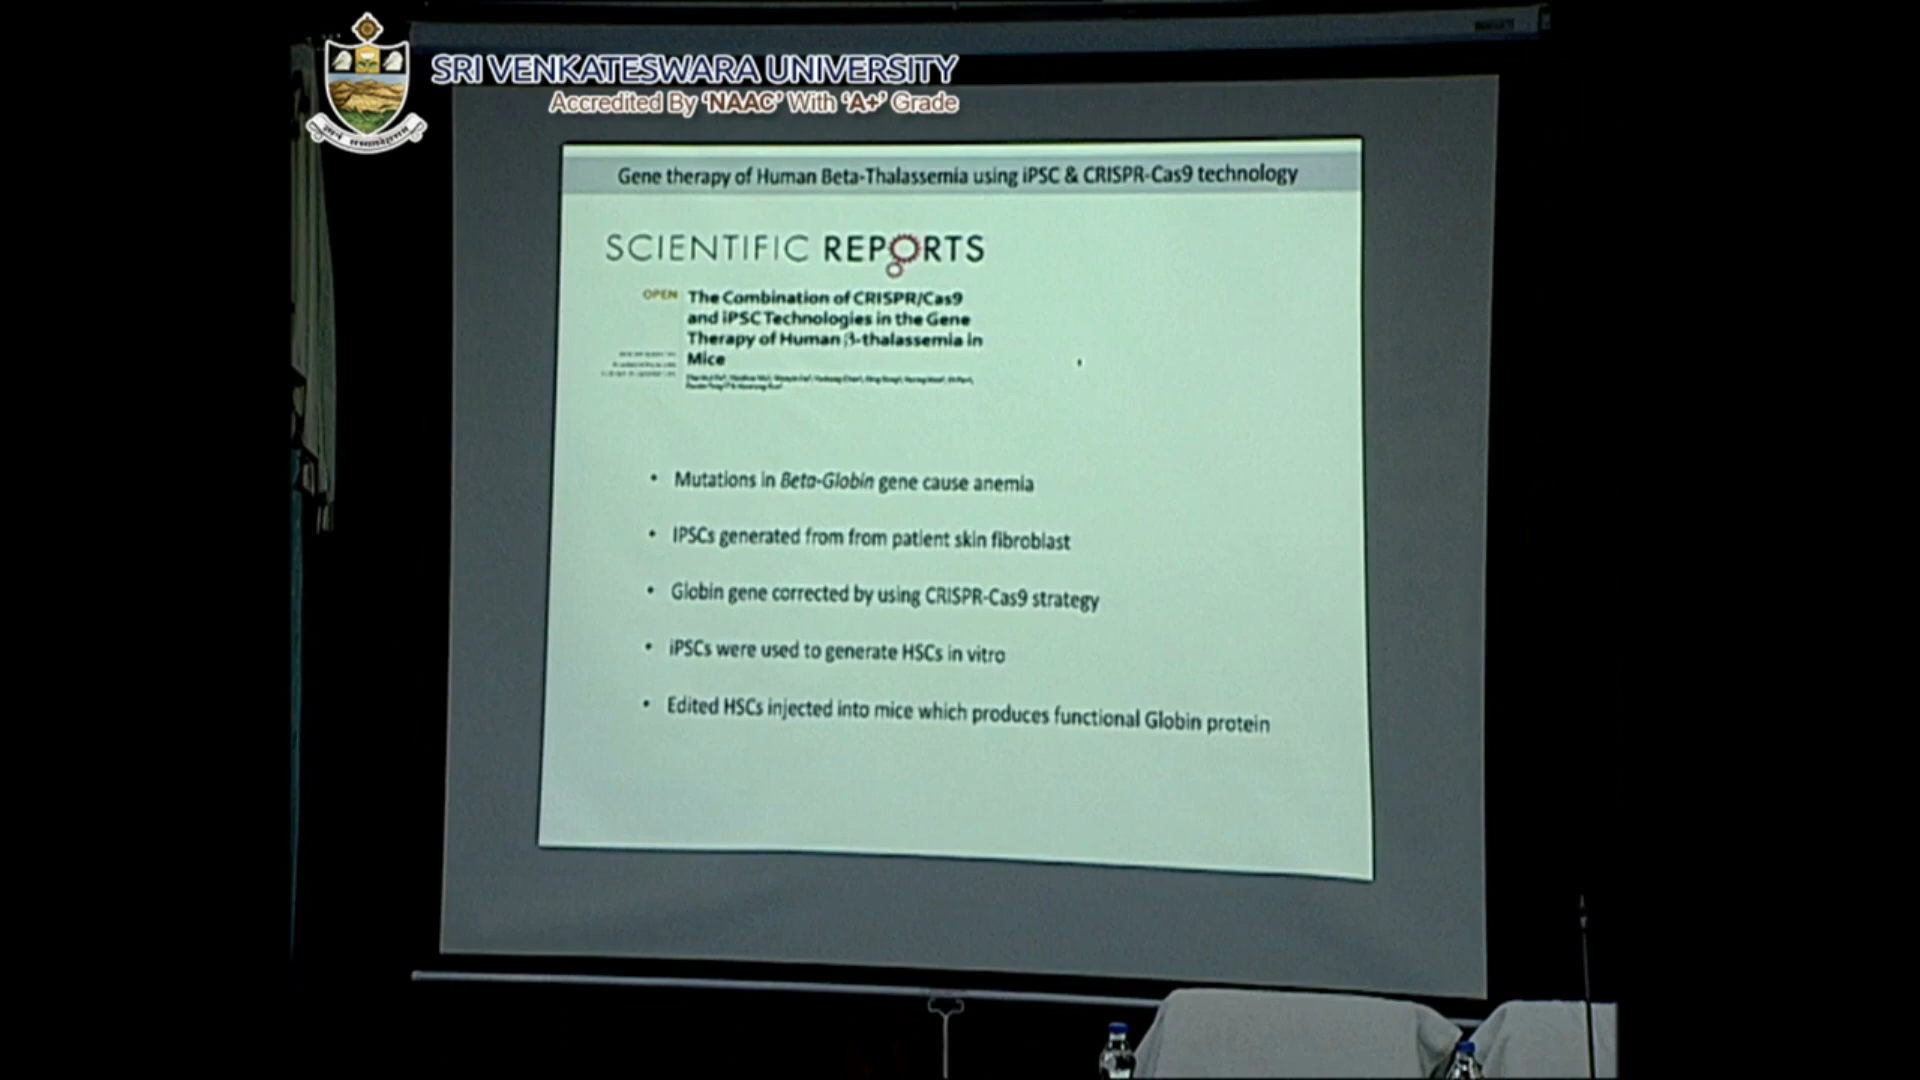 SRI VENKATESWARA UNIVERSITY
Accredited By ‘NAAC’ With ‘A+’ Grade
Gene therapy of Human Beta-Thalassemia using iPSC & CRISPR-Cas9 technology
SCIENTIFIC REPORTS
OPEN
The Combination of CRISPR/Cas9
and iPSC Technologies in the Gene
Therapy of Human β-thalassemia in
Mice
• Mutations in Beta-Globin gene cause anemia
• IPSCs generated from from patient skin fibroblast
• Globin gene corrected by using CRISPR-Cas9 strategy
• iPSCs were used to generate HSCs in vitro
• Edited HSCs injected into mice which produces functional Globin protein